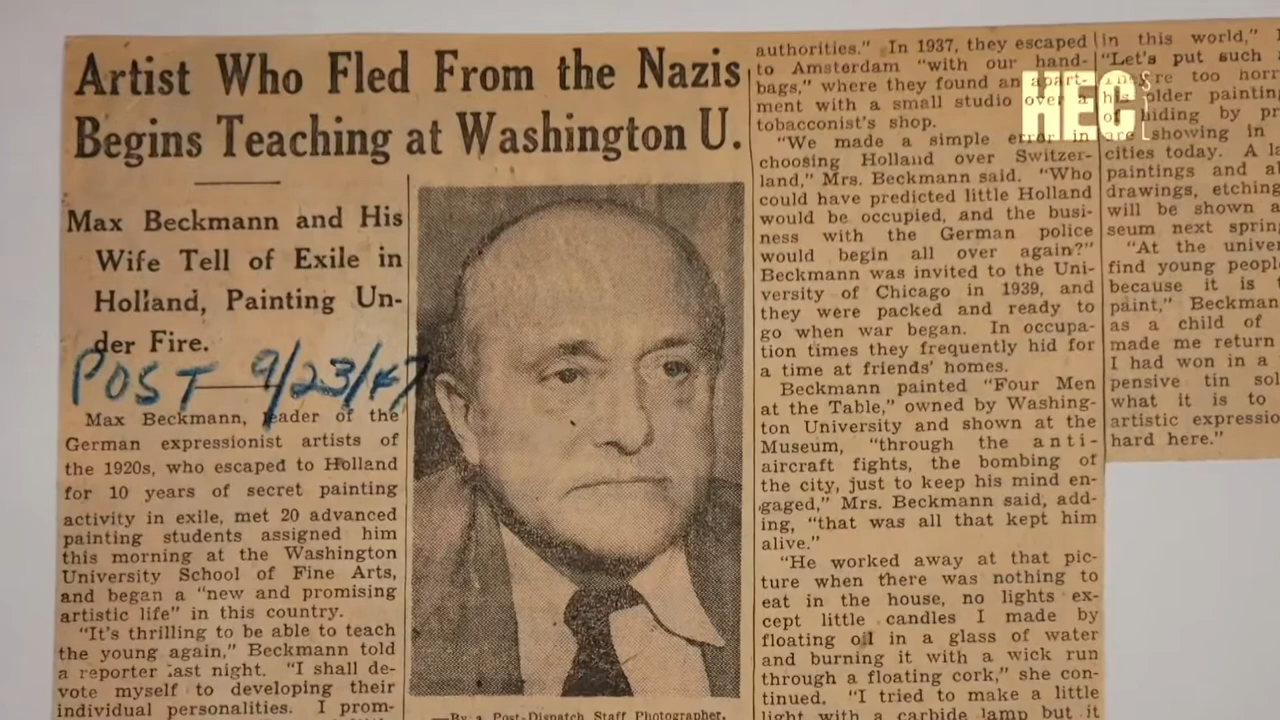 Artist Who Fled From the Nazis
Begins Teaching at Washington U.
Max Beckmann and His
Wife Tell of Exile in
Holland, Painting Un-
der Fire.
POST 9/23/47
Max Beckmann, leader of the
German expressionist artists of
the 1920s, who escaped to Holland
for 10 years of secret painting
activity in exile, met 20 advanced
painting students assigned him
this morning at the Washington
University School of Fine Arts,
and began a "new and promising
artistic life" in this country.
"It's thrilling to be able to teach
the young again," Beckmann told
a reporter last night. "I shall de-
vote myself to developing their
individual personalities. I prom-
—By a Post-Dispatch Staff Photographer.
authorities." In 1937, they escaped
to Amsterdam "with our hand-
bags," where they found an apart-
ment with a small studio over a
tobacconist's shop.
"We made a simple error in
choosing Holland over Switzer-
land," Mrs. Beckmann said. "Who
could have predicted little Holland
would be occupied, and the busi-
ness with the German police
would begin all over again?"
Beckmann was invited to the Uni-
versity of Chicago in 1939, and
they were packed and ready to
go when war began. In occupa-
tion times they frequently hid for
a time at friends' homes.
Beckmann painted "Four Men
at the Table," owned by Washing-
ton University and shown at the
Museum, "through the anti-
aircraft fights, the bombing of
the city, just to keep his mind en-
gaged," Mrs. Beckmann said, add-
ing, "that was all that kept him
alive."
"He worked away at that pic-
ture when there was nothing to
eat in the house, no lights ex-
cept little candles I made by
floating oil in a glass of water
and burning it with a wick run
through a floating cork," she con-
tinued. "I tried to make a little
light with a carbide lamp but it
in this world,"
"Let's put such
too horr
older painting
of hiding by pr
are showing in
cities today. A la
paintings and a
drawings, etching
will be shown a
seum next spring
"At the univer
find young people
because it is
paint," Beckman
as a child of
made me return
I had won in a
pensive tin sol
what it is to
artistic expressio
hard here."
HEC